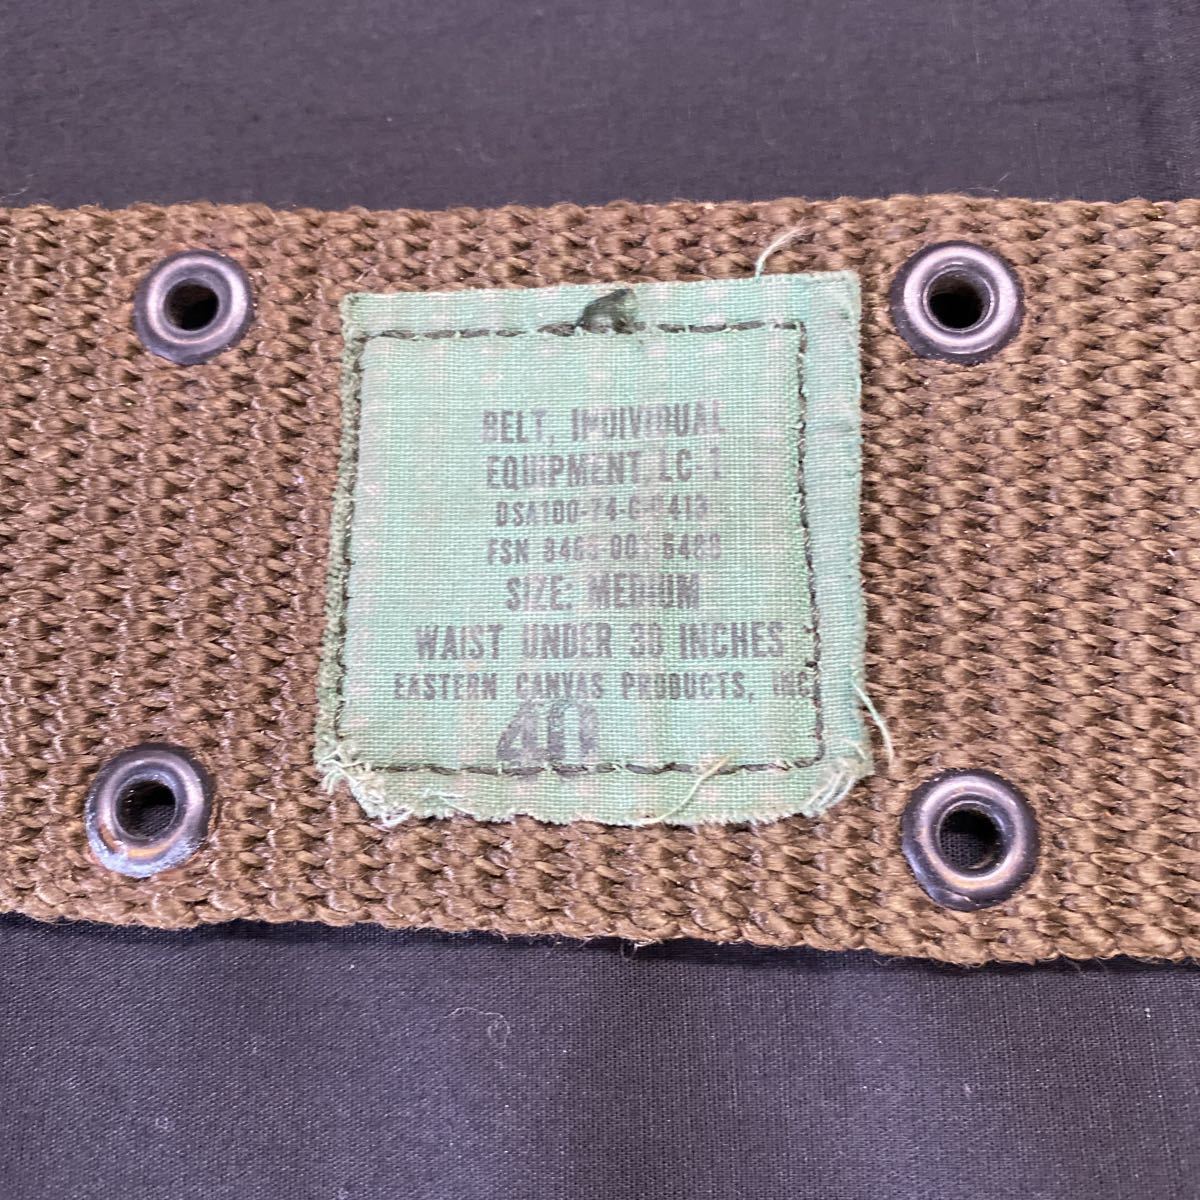 BELT, INDIVIDUAL
EQUIPMENT, LC-1
SIZE: MEDIUM
WAIST UNDER 30 INCHES
EASTERN CANVAS PRODUCTS, INC.
40